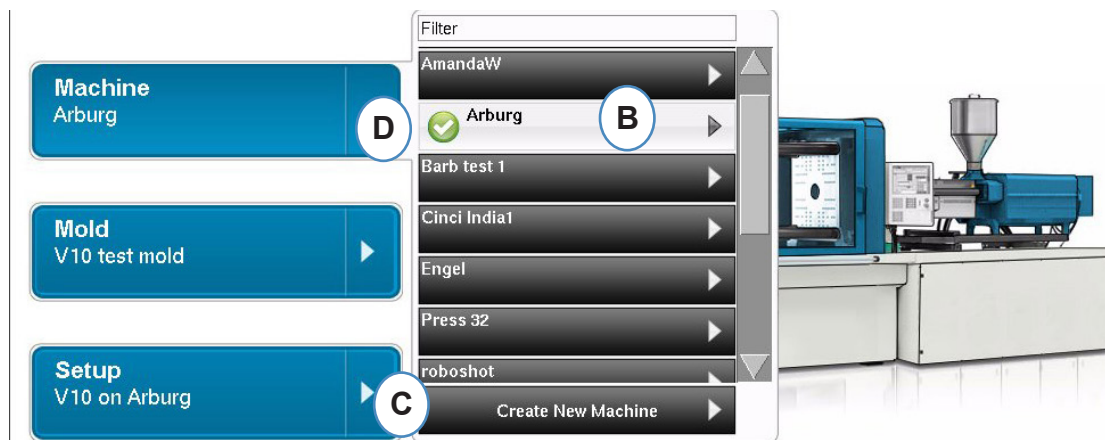 Filter
Machine
Arburg
D
Mold
V10 test mold
Setup
V10 on Arburg
C
AmandaW
Arburg
B
Barb test 1
Cinci India1
Engel
Press 32
roboshot
Create New Machine